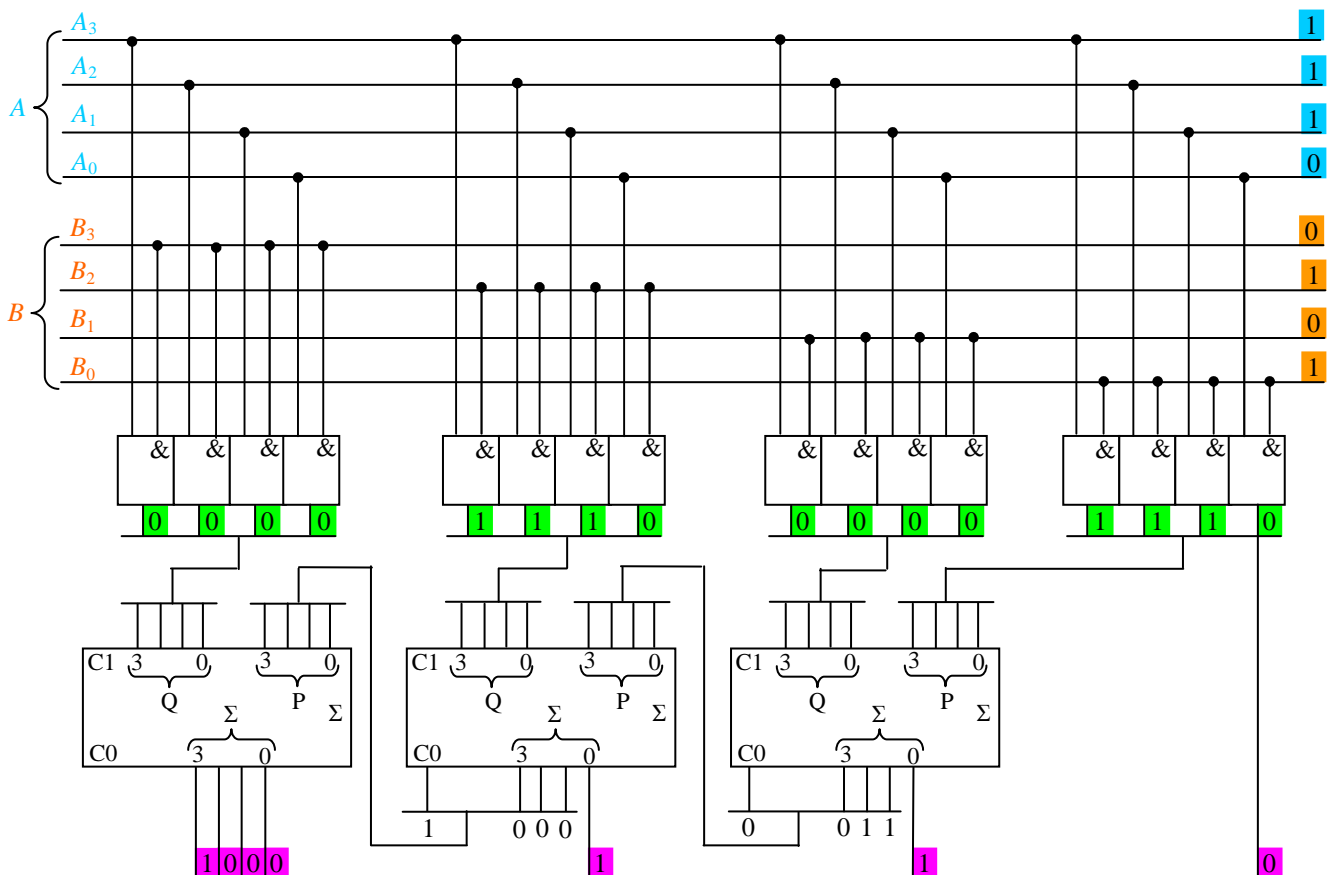 A₃ 1
A₂ 1
A A₁ 1
A₀ 0
B₃ 0
B₂ 1
B B₁ 0
B₀ 1
& & & & & & & & & & & & & & & &
0 0 0 0 1 1 1 0 0 0 0 0 1 1 1 0
C1 3 0 3 0 C1 3 0 3 0 C1 3 0 3 0
Q P Q P Q P
Σ Σ Σ Σ Σ Σ
C0 3 0 C0 3 0 C0 3 0
1 0 0 0 0 0 1 1
1 0 0 0 1 1 0